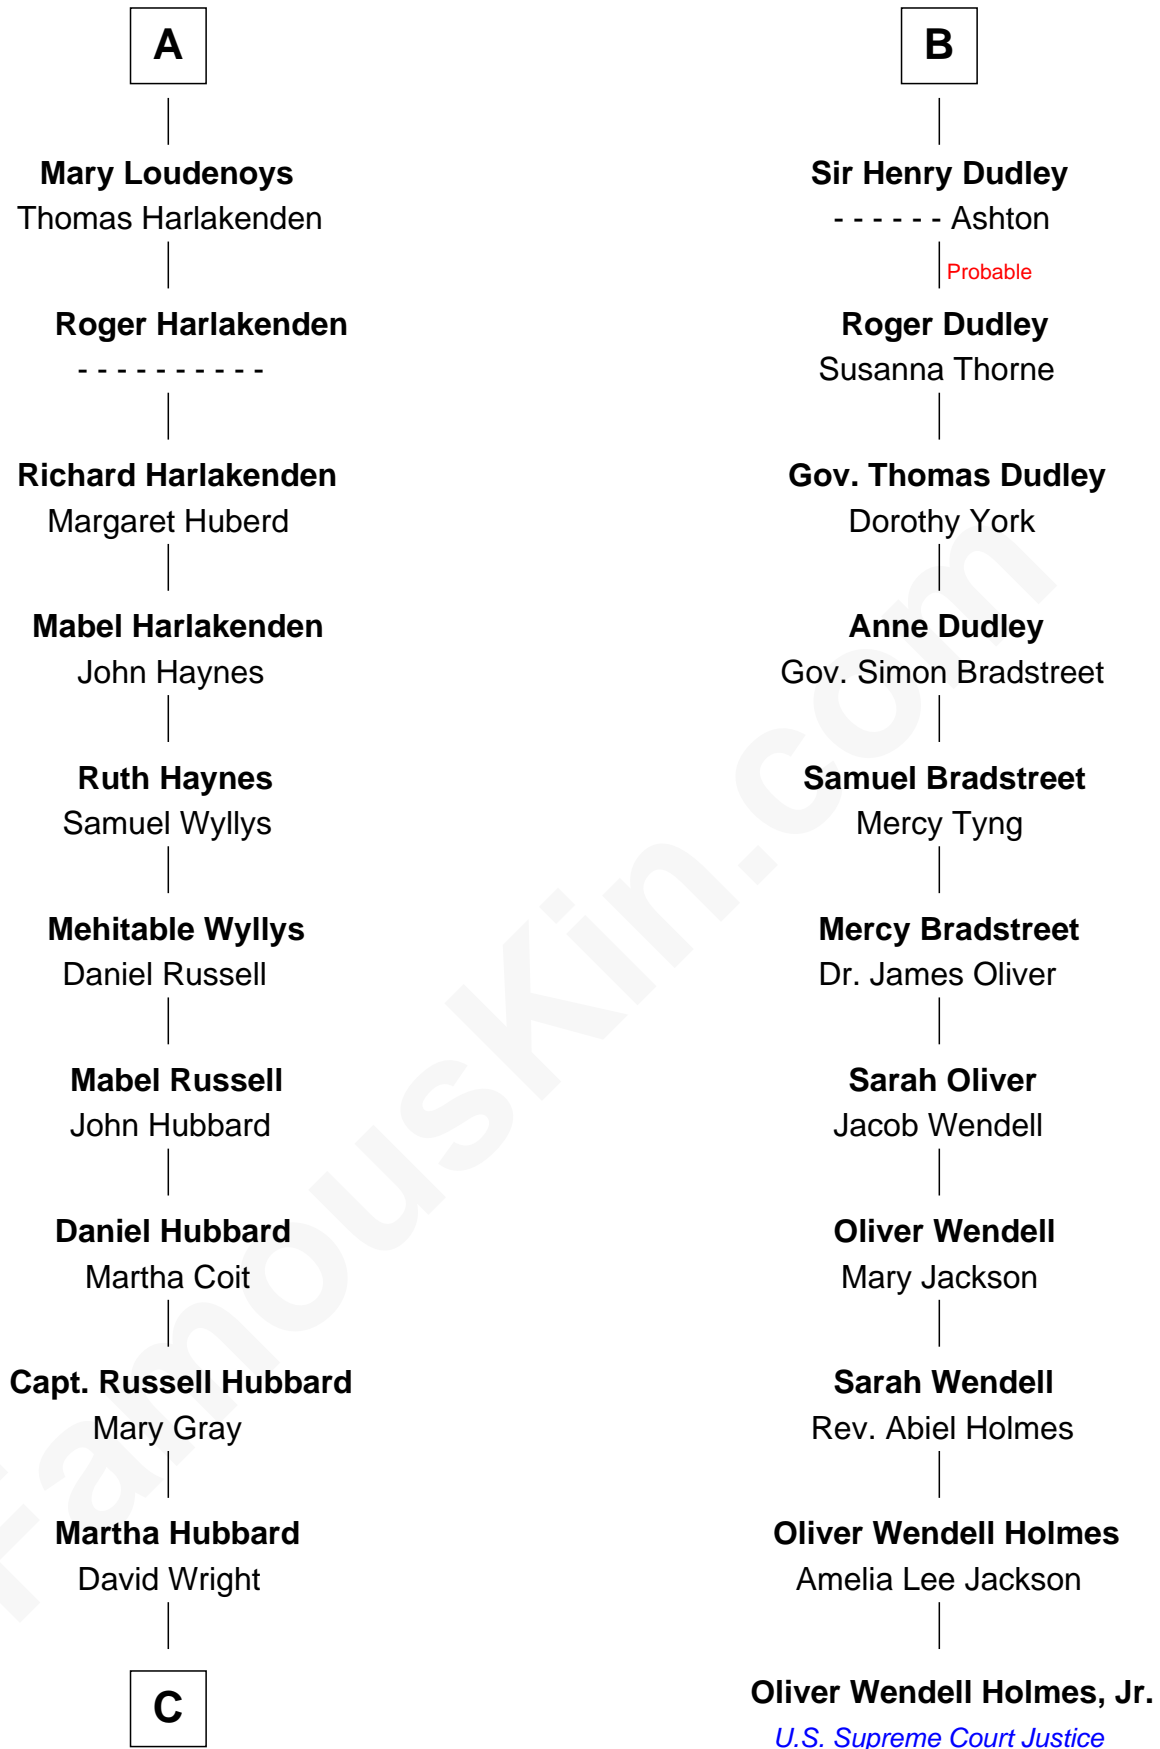 A
Mary Loudenoys
Thomas Harlakenden
Roger Harlakenden
- - - - - - - - - -
Richard Harlakenden
Margaret Huberd
Mabel Harlakenden
John Haynes
Ruth Haynes
Samuel Wyllys
Mehitable Wyllys
Daniel Russell
Mabel Russell
John Hubbard
Daniel Hubbard
Martha Coit
Capt. Russell Hubbard
Mary Gray
Martha Hubbard
David Wright
C
B
Sir Henry Dudley
- - - - - - Ashton
Probable
Roger Dudley
Susanna Thorne
Gov. Thomas Dudley
Dorothy York
Anne Dudley
Gov. Simon Bradstreet
Samuel Bradstreet
Mercy Tyng
Mercy Bradstreet
Dr. James Oliver
Sarah Oliver
Jacob Wendell
Oliver Wendell
Mary Jackson
Sarah Wendell
Rev. Abiel Holmes
Oliver Wendell Holmes
Amelia Lee Jackson
Oliver Wendell Holmes, Jr.
U.S. Supreme Court Justice
FamousKin.com